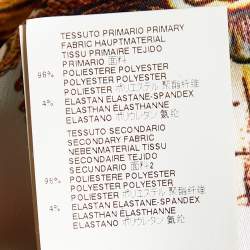 TESSUTO PRIMARIO PRIMARY
FABRIC HAUPTMATERIAL
TISSU PRIMAIRE TEJIDO
PRIMARIO 面料
96% POLIESTERE POLYESTER
POLYESTER POLYESTER
POLIESTER ポリエステル 聚酯纤维
4% ELASTAN ELASTANE-SPANDEX
ELASTHAN ÉLASTHANNE
ELASTANO ポリウレタン 氨纶
TESSUTO SECONDARIO
SECONDARY FABRIC
NEBENMATERIAL TISSU
SECONDAIRE TEJIDO
SECUNDARIO 面料2
96% POLIESTERE POLYESTER
POLYESTER POLYESTER
POLIESTER ポリエステル 聚酯纤维
4% ELASTAN ELASTANE-SPANDEX
ELASTHAN ÉLASTHANNE
ELASTANO ポリウレタン 氨纶